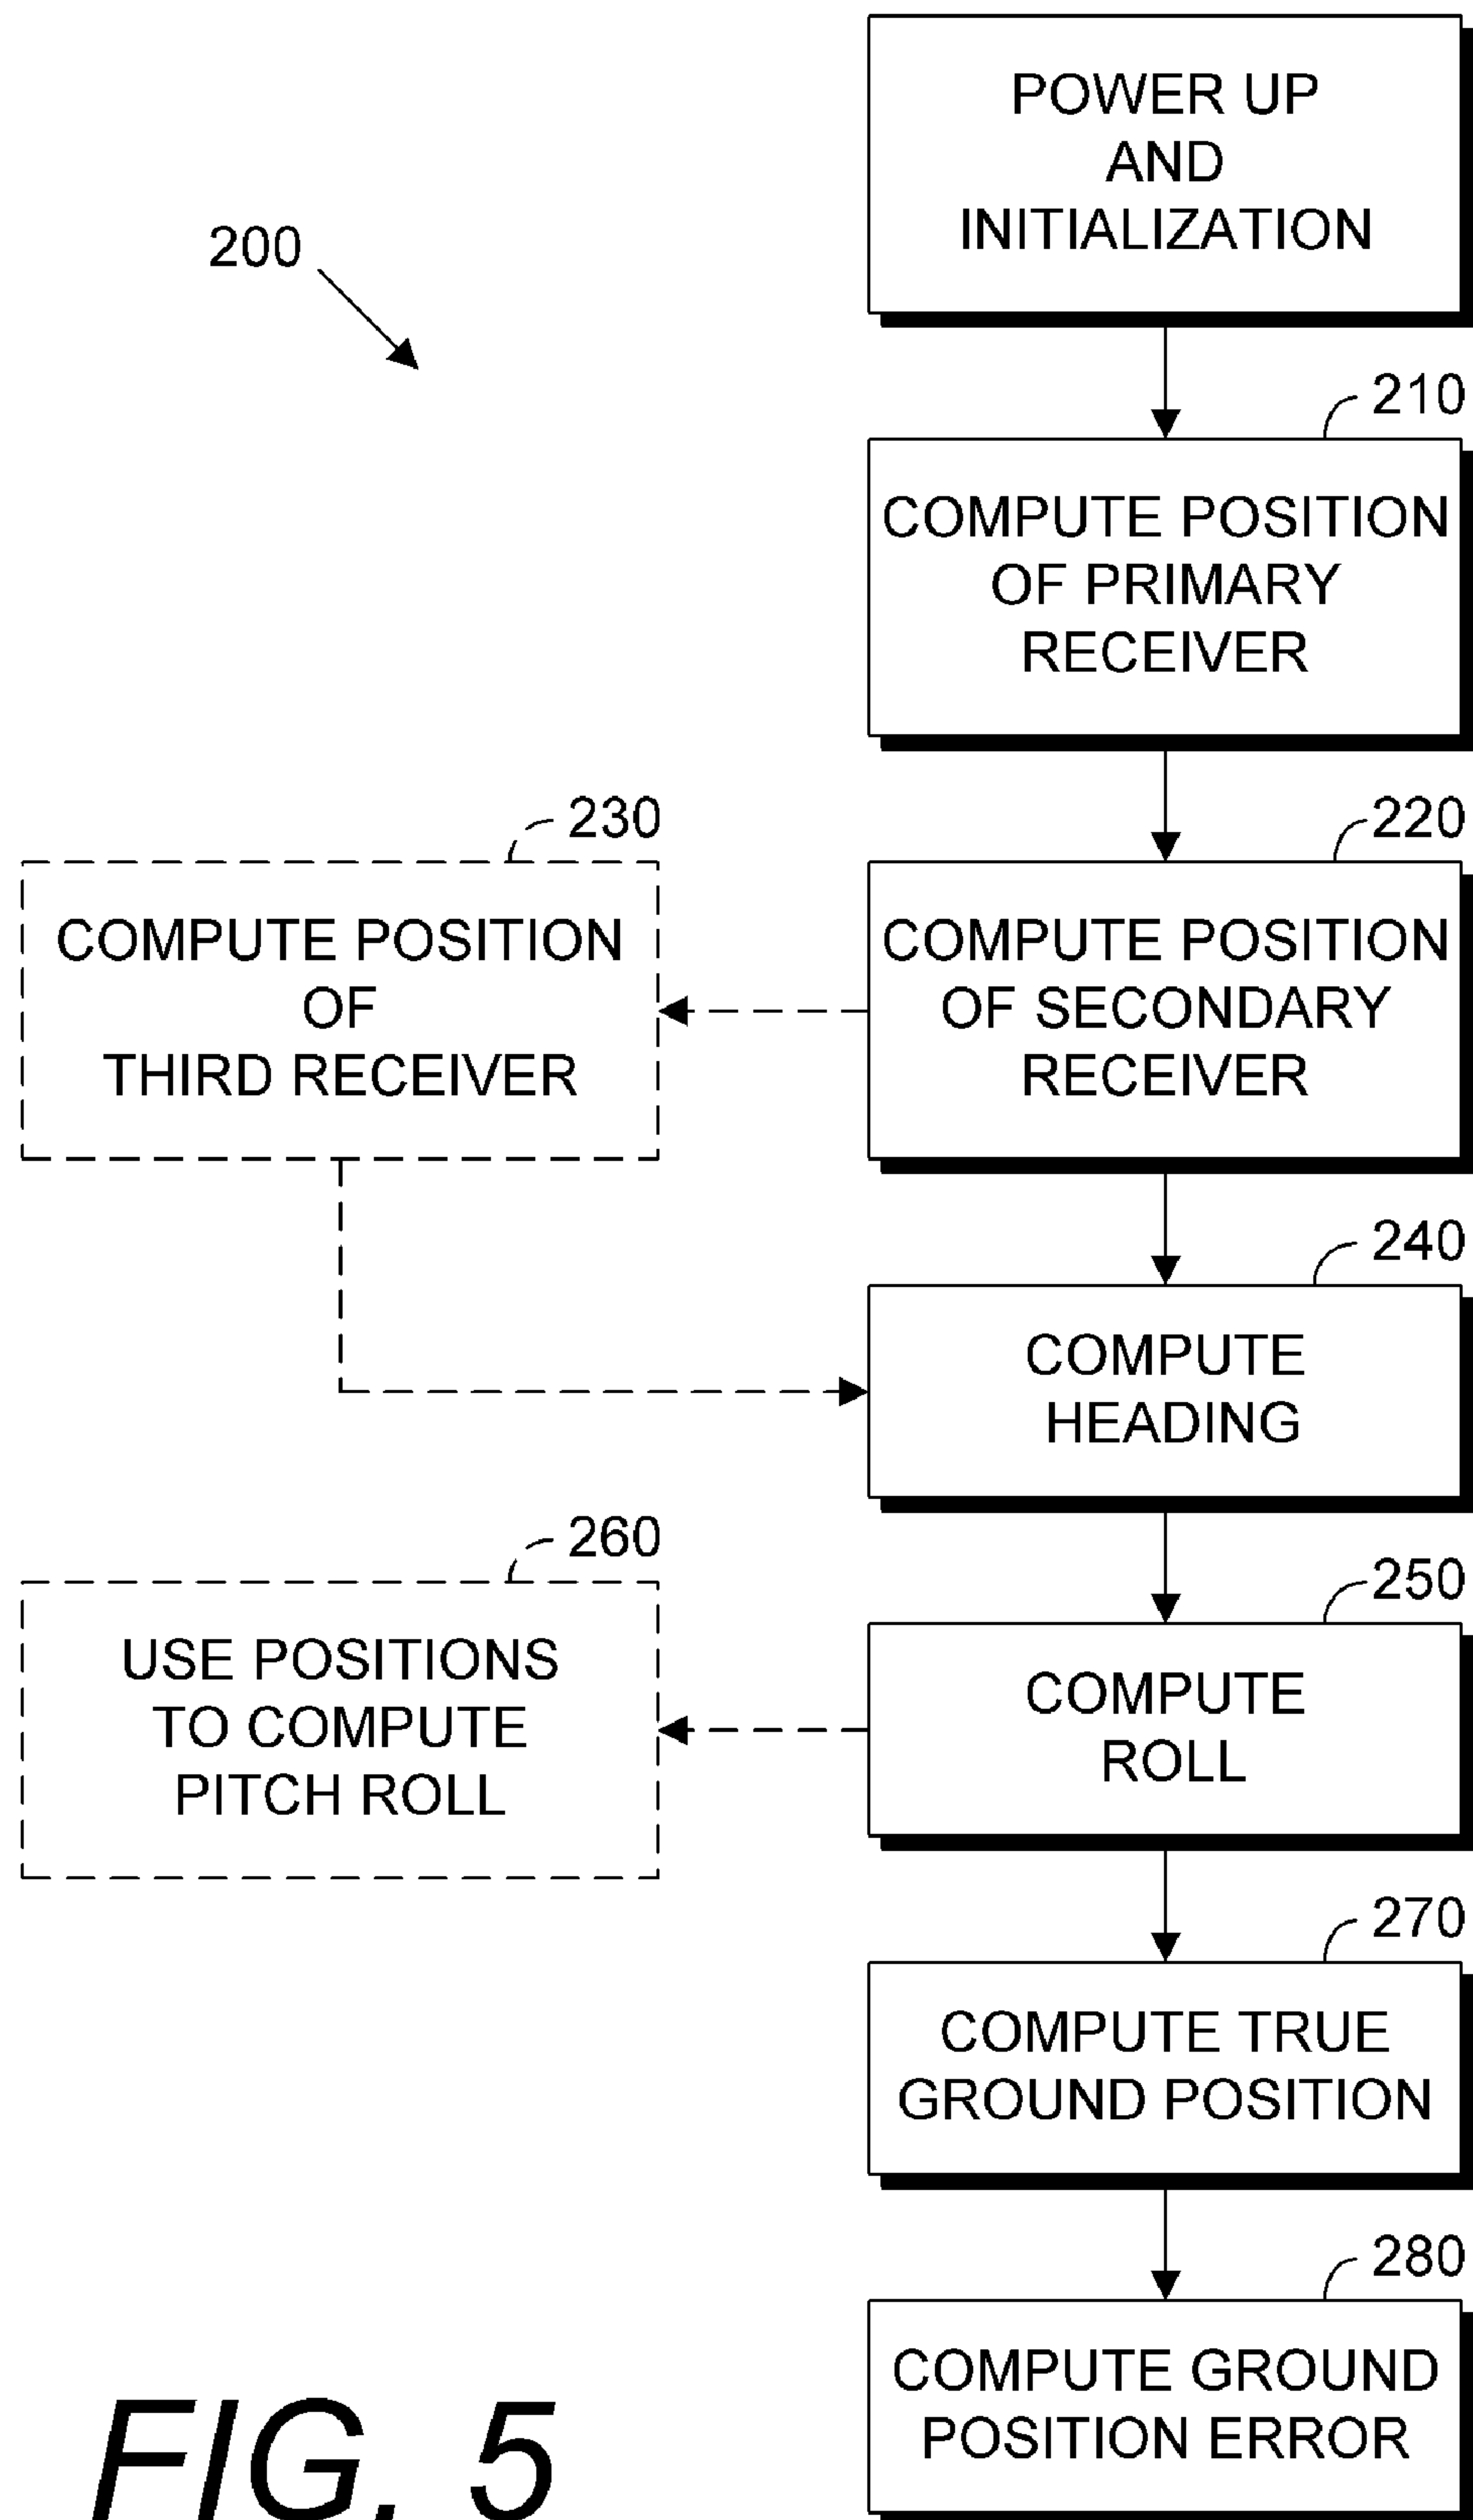 POWER UP
AND
INITIALIZATION
200
210
COMPUTE POSITION
OF PRIMARY
RECEIVER
230
220
COMPUTE POSITION
OF
THIRD RECEIVER
COMPUTE POSITION
OF SECONDARY
RECEIVER
240
COMPUTE
HEADING
260
250
USE POSITIONS
TO COMPUTE
PITCH ROLL
COMPUTE
ROLL
270
COMPUTE TRUE
GROUND POSITION
280
COMPUTE GROUND
POSITION ERROR
FIG. 5